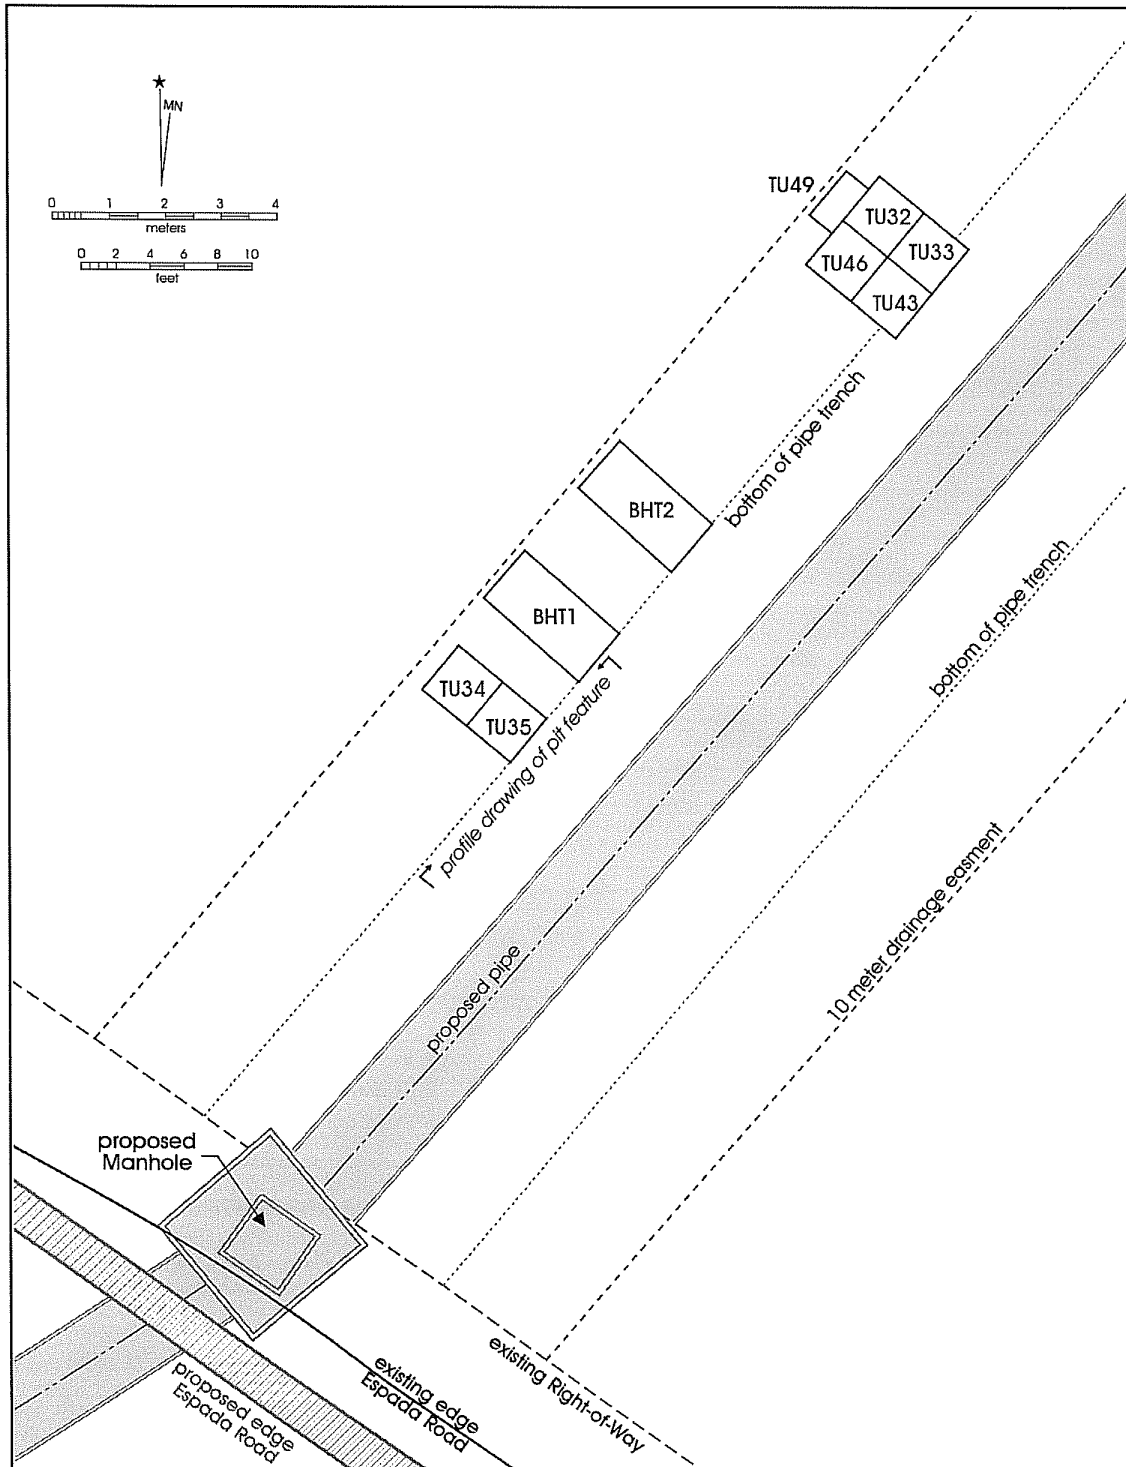 MN
0 1 2 3 4
meters
0 2 4 6 8 10
feet
TU49
TU32
TU33
TU46
TU43
bottom of pipe trench
BHT2
BHT1
bottom of pipe trench
TU34
TU35
profile drawing of pit feature
10 meter drainage easment
proposed pipe
proposed
Manhole
existing edge
Espada Road
existing Right-of-Way
proposed edge
Espada Road